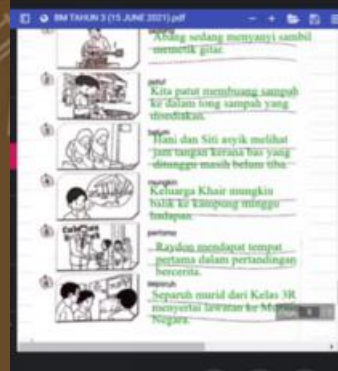 BM TAHUN 3 (15 JUNE 2021).pdf
Abang sedang menyanyi sambil
memetik gitar.
patut
Kita patut membuang sampah
ke dalam tong sampah yang
disediakan.
belum
Hani dan Siti asyik melihat
jam tangan kerana bas yang
ditunggu masih belum tiba.
mungkin
Keluarga Khair mungkin
balik ke kampung minggu
hadapan.
pertama
Raydon mendapat tempat
pertama dalam pertandingan
bercerita.
separuh
Separuh murid dari Kelas 3R
menyertai lawatan ke
Negara.